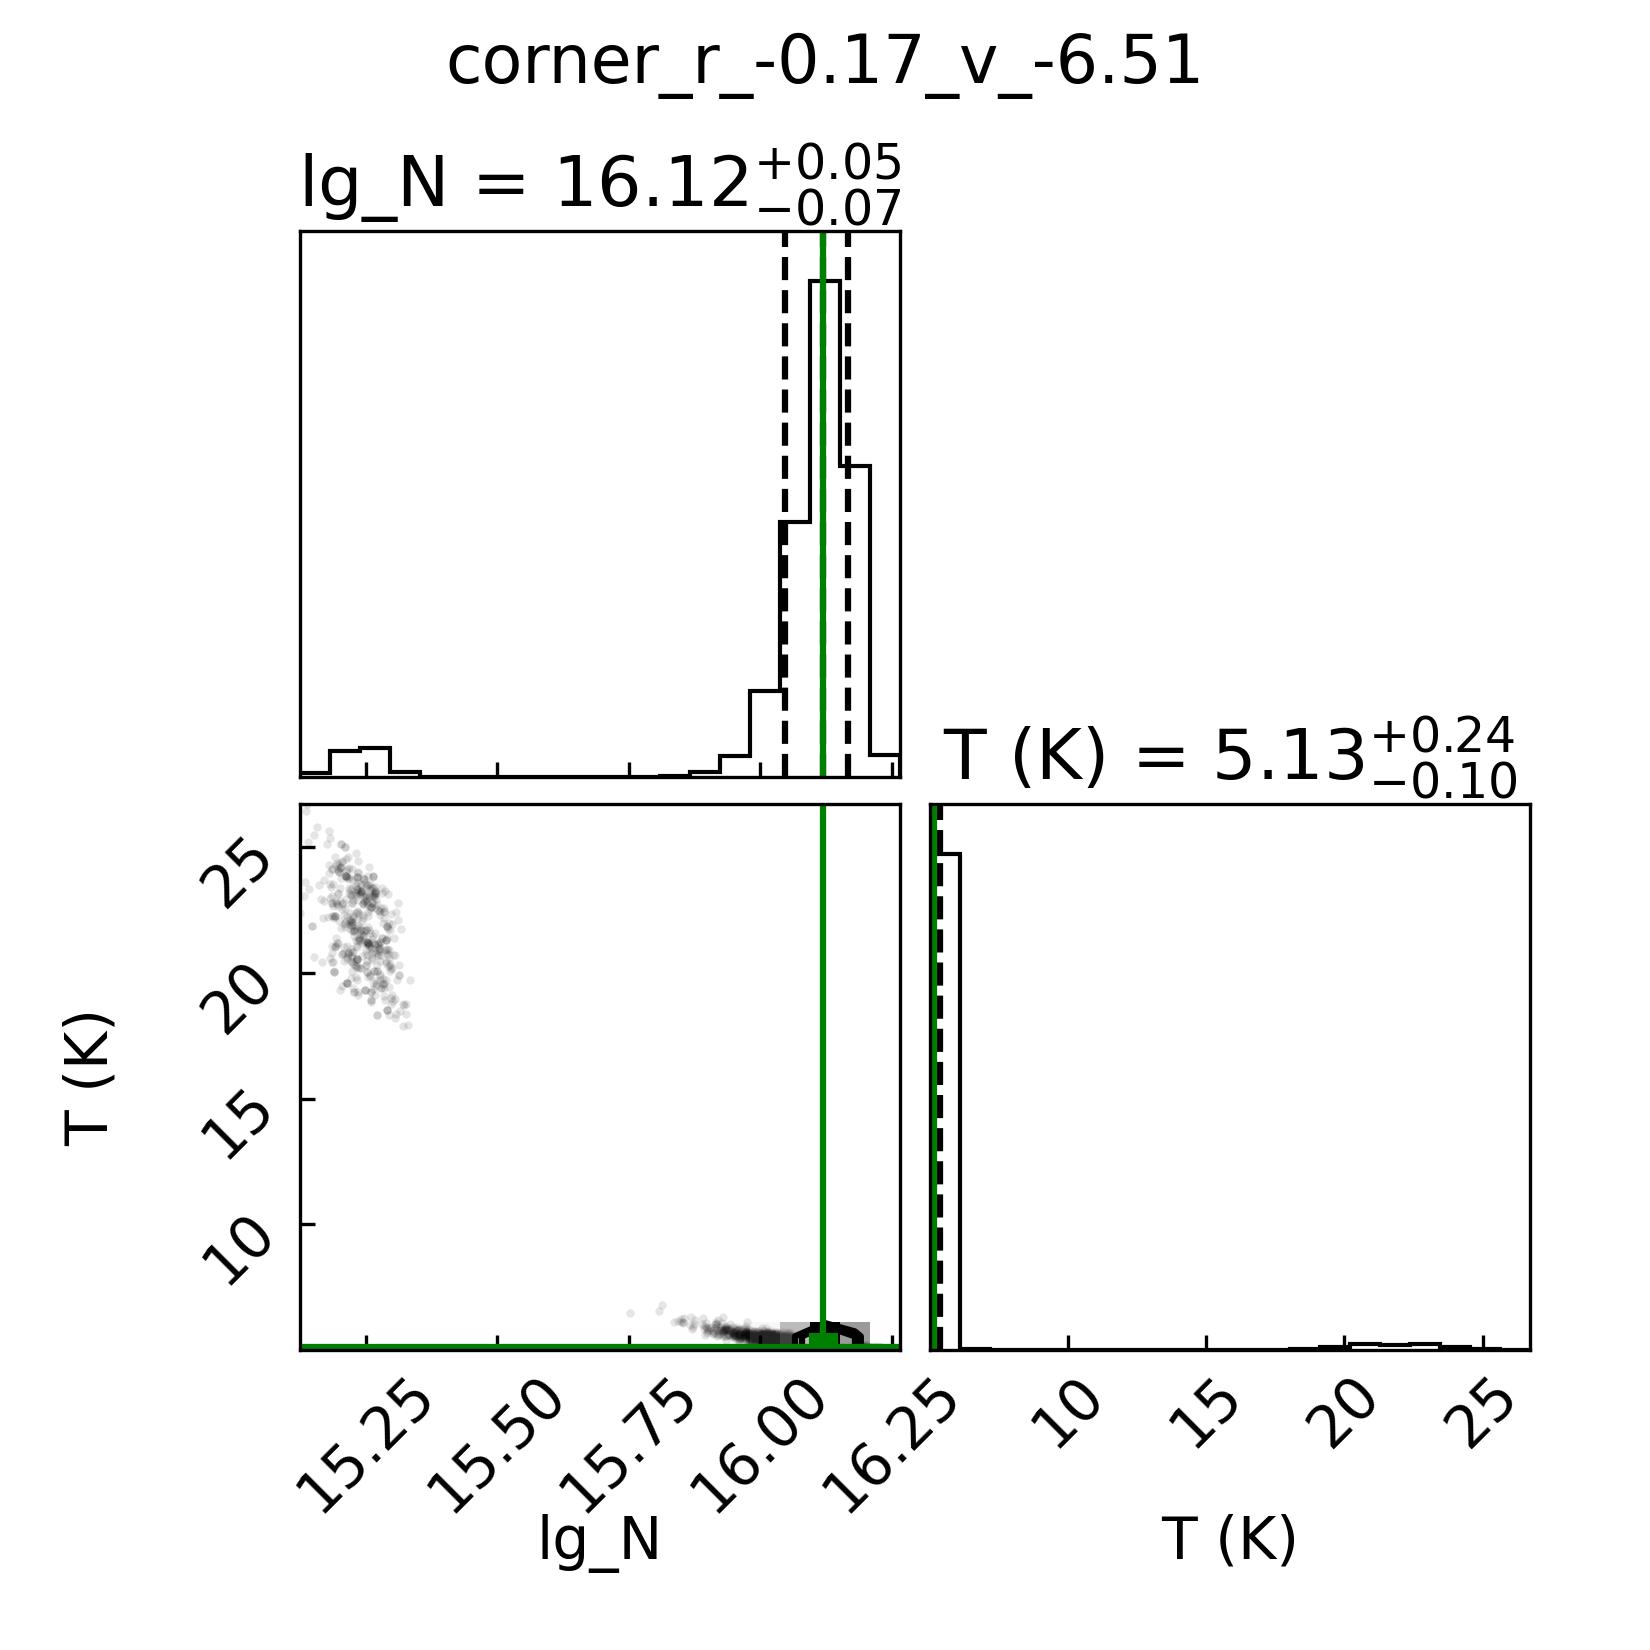 corner_r_-0.17_v_-6.51
lg_N = 16.12 +0.05 −0.07
T (K) = 5.13 +0.24 −0.10
T (K)
25
20
15
10
15.25 15.50 15.75 16.00 16.25
lg_N
10 15 20 25
T (K)